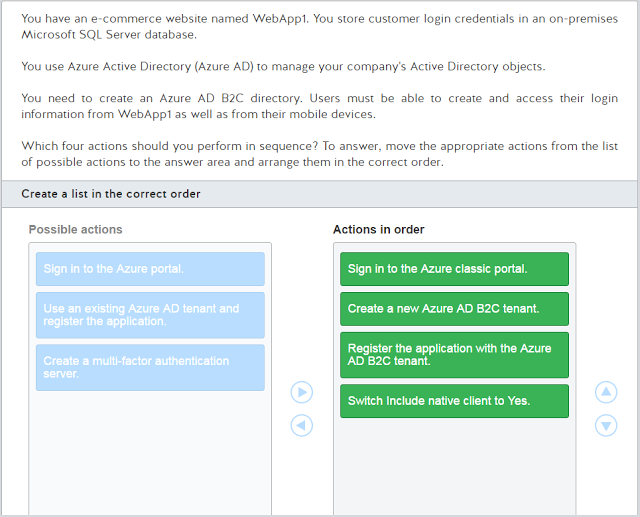 You have an e-commerce website named WebApp1. You store customer login credentials in an on-premises
Microsoft SQL Server database.
You use Azure Active Directory (Azure AD) to manage your company's Active Directory objects.
You need to create an Azure AD B2C directory. Users must be able to create and access their login
information from WebApp1 as well as from their mobile devices.
Which four actions should you perform in sequence? To answer, move the appropriate actions from the list
of possible actions to the answer area and arrange them in the correct order.
Create a list in the correct order
Possible actions
Sign in to the Azure portal.
Use an existing Azure AD tenant and
register the application.
Create a multi-factor authentication
server.
Actions in order
Sign in to the Azure classic portal.
Create a new Azure AD B2C tenant.
Register the application with the Azure
AD B2C tenant.
Switch Include native client to Yes.